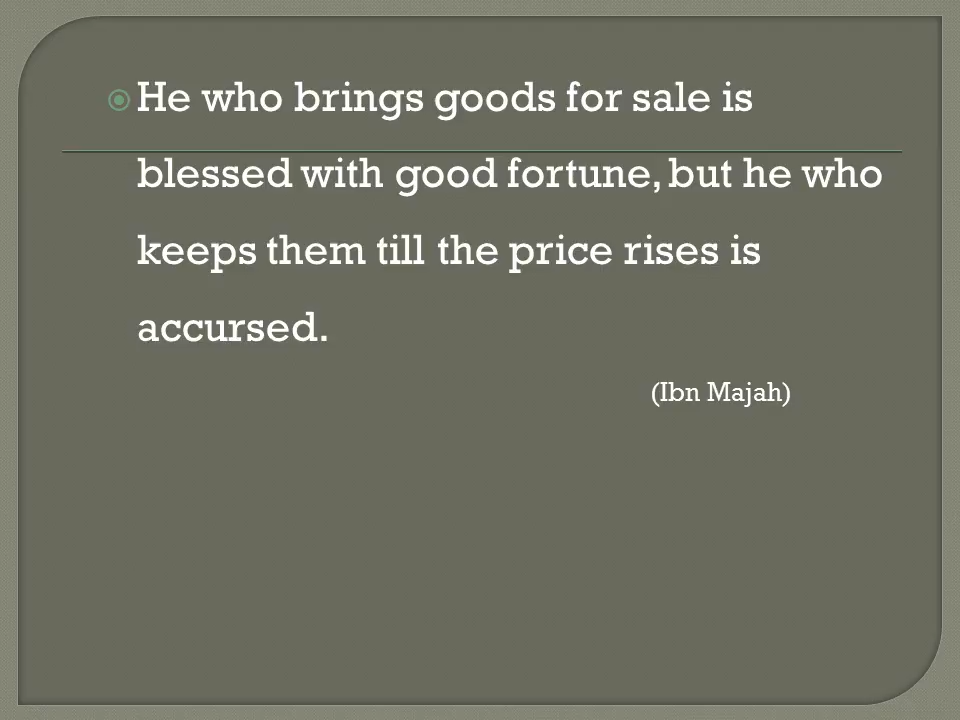 He who brings goods for sale is
blessed with good fortune, but he who
keeps them till the price rises is
accursed.
(Ibn Majah)